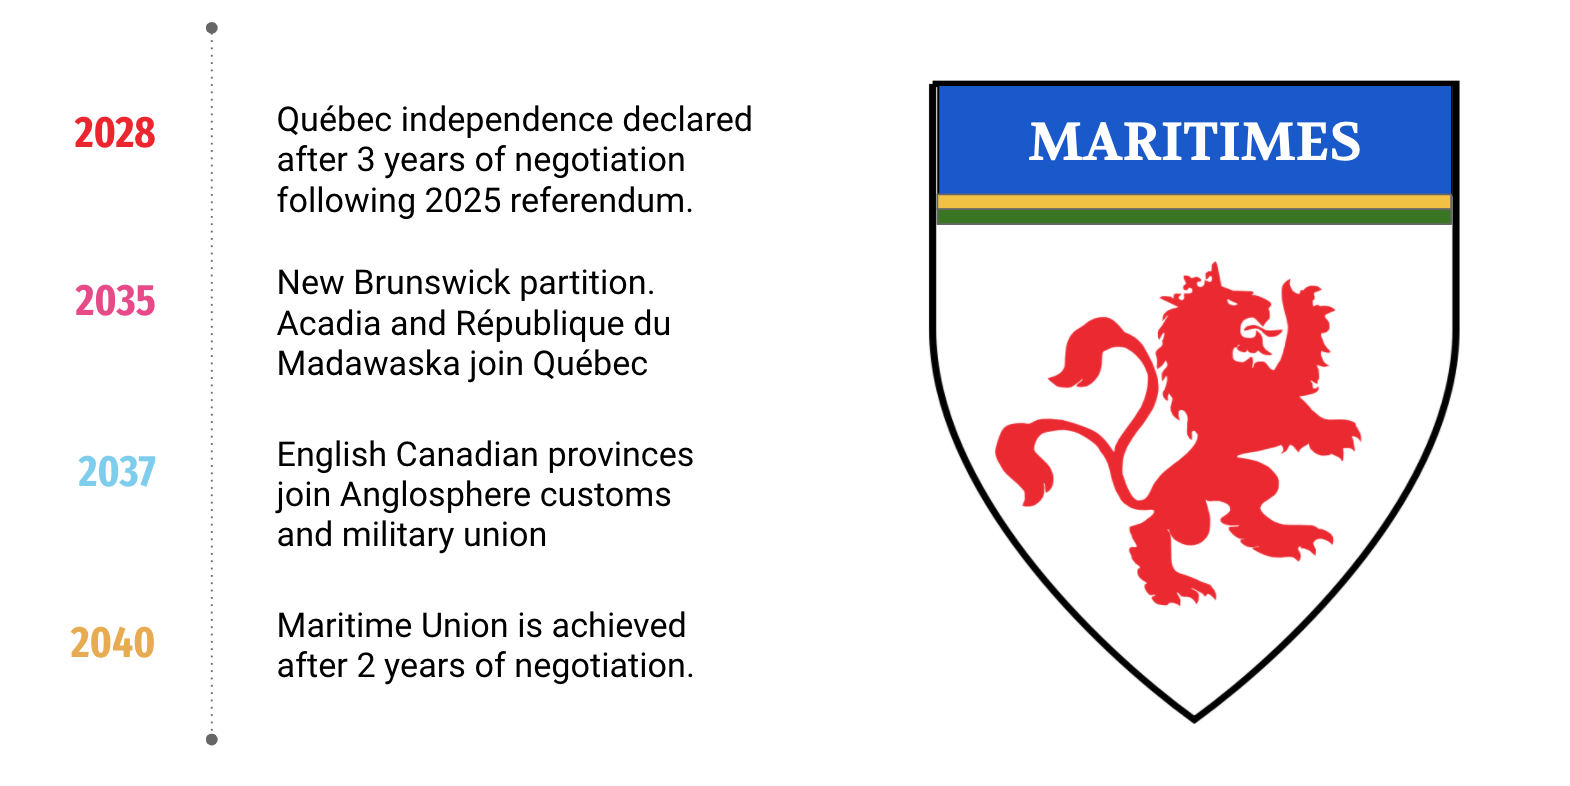 2028
Québec independence declared
after 3 years of negotiation
following 2025 referendum.
2035
New Brunswick partition.
Acadia and République du
Madawaska join Québec
2037
English Canadian provinces
join Anglosphere customs
and military union
2040
Maritime Union is achieved
after 2 years of negotiation.
MARITIMES